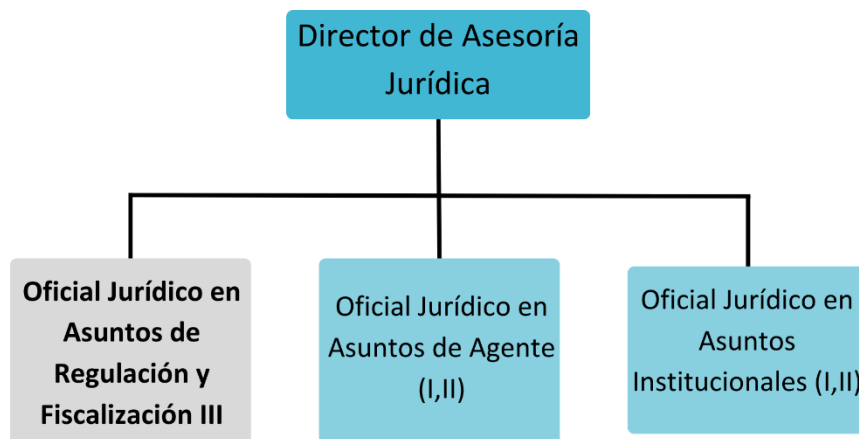 Director de Asesoría
Jurídica
Oficial Jurídico en
Asuntos de
Regulación y
Fiscalización III
Oficial Jurídico en
Asuntos de Agente
(I,II)
Oficial Jurídico en
Asuntos
Institucionales (I,II)